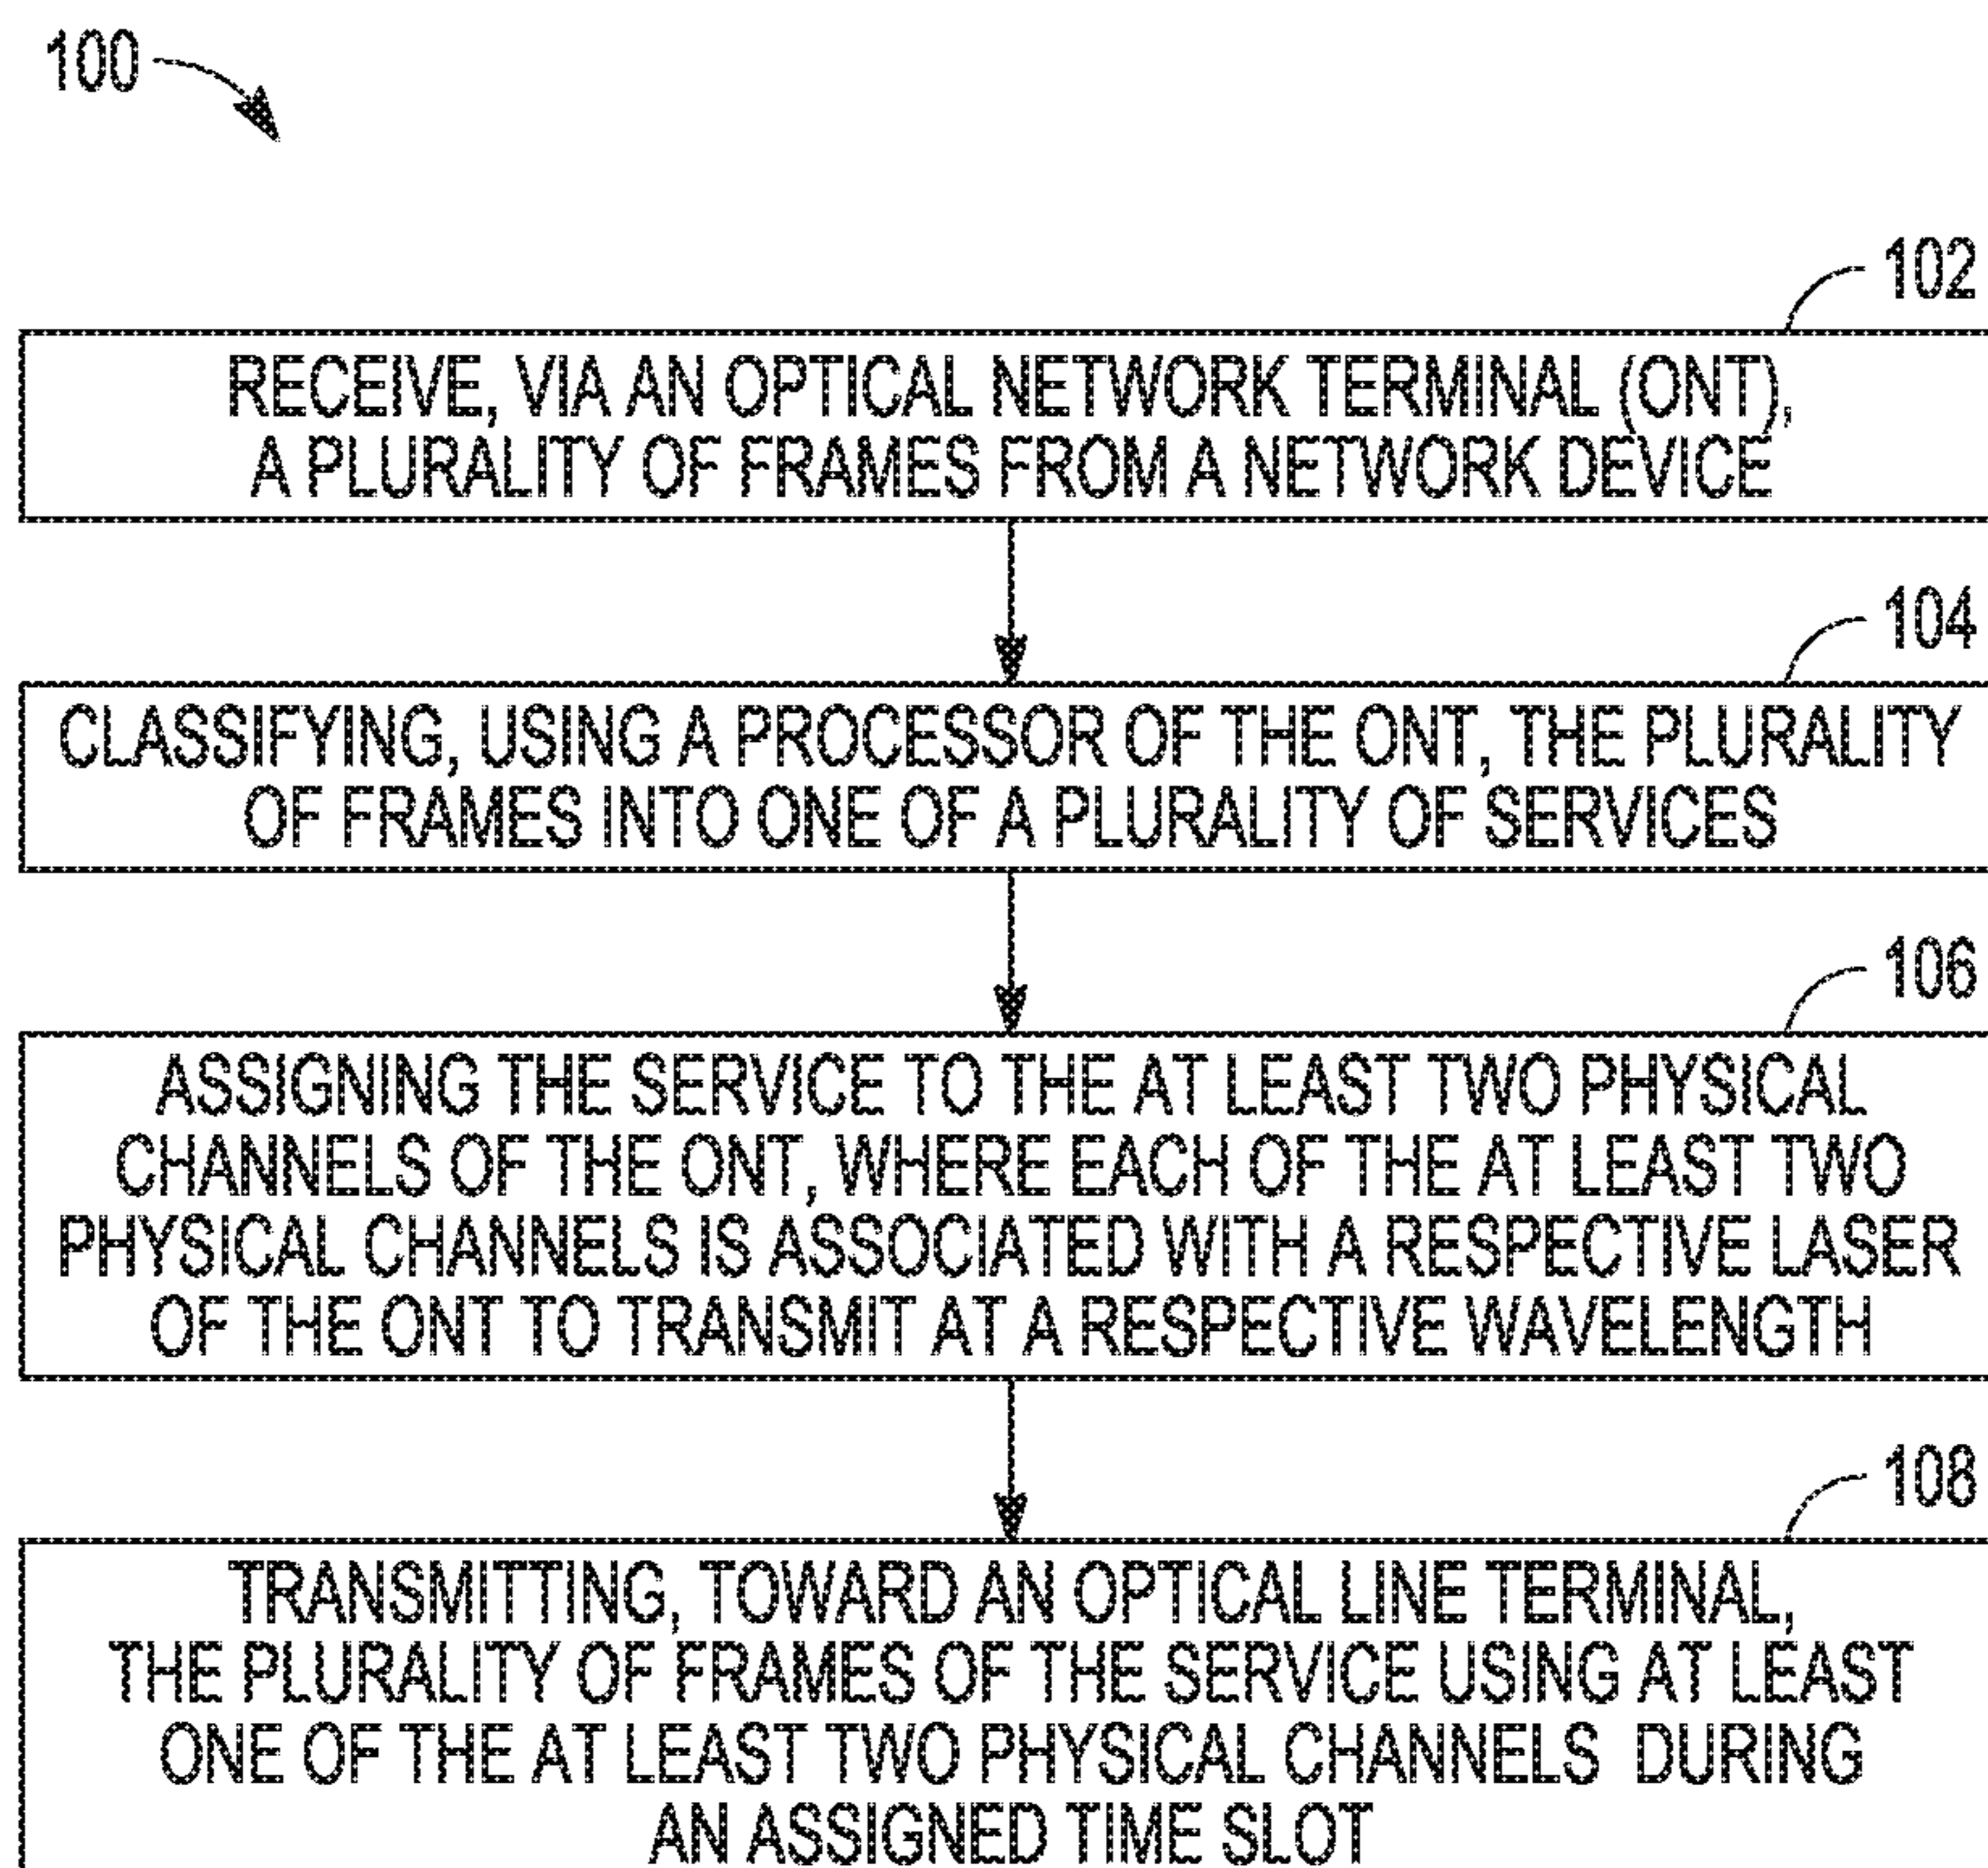 100
102
RECEIVE, VIA AN OPTICAL NETWORK TERMINAL (ONT),
A PLURALITY OF FRAMES FROM A NETWORK DEVICE
104
CLASSIFYING, USING A PROCESSOR OF THE ONT, THE PLURALITY
OF FRAMES INTO ONE OF A PLURALITY OF SERVICES
106
ASSIGNING THE SERVICE TO THE AT LEAST TWO PHYSICAL
CHANNELS OF THE ONT, WHERE EACH OF THE AT LEAST TWO
PHYSICAL CHANNELS IS ASSOCIATED WITH A RESPECTIVE LASER
OF THE ONT TO TRANSMIT AT A RESPECTIVE WAVELENGTH
108
TRANSMITTING, TOWARD AN OPTICAL LINE TERMINAL,
THE PLURALITY OF FRAMES OF THE SERVICE USING AT LEAST
ONE OF THE AT LEAST TWO PHYSICAL CHANNELS DURING
AN ASSIGNED TIME SLOT